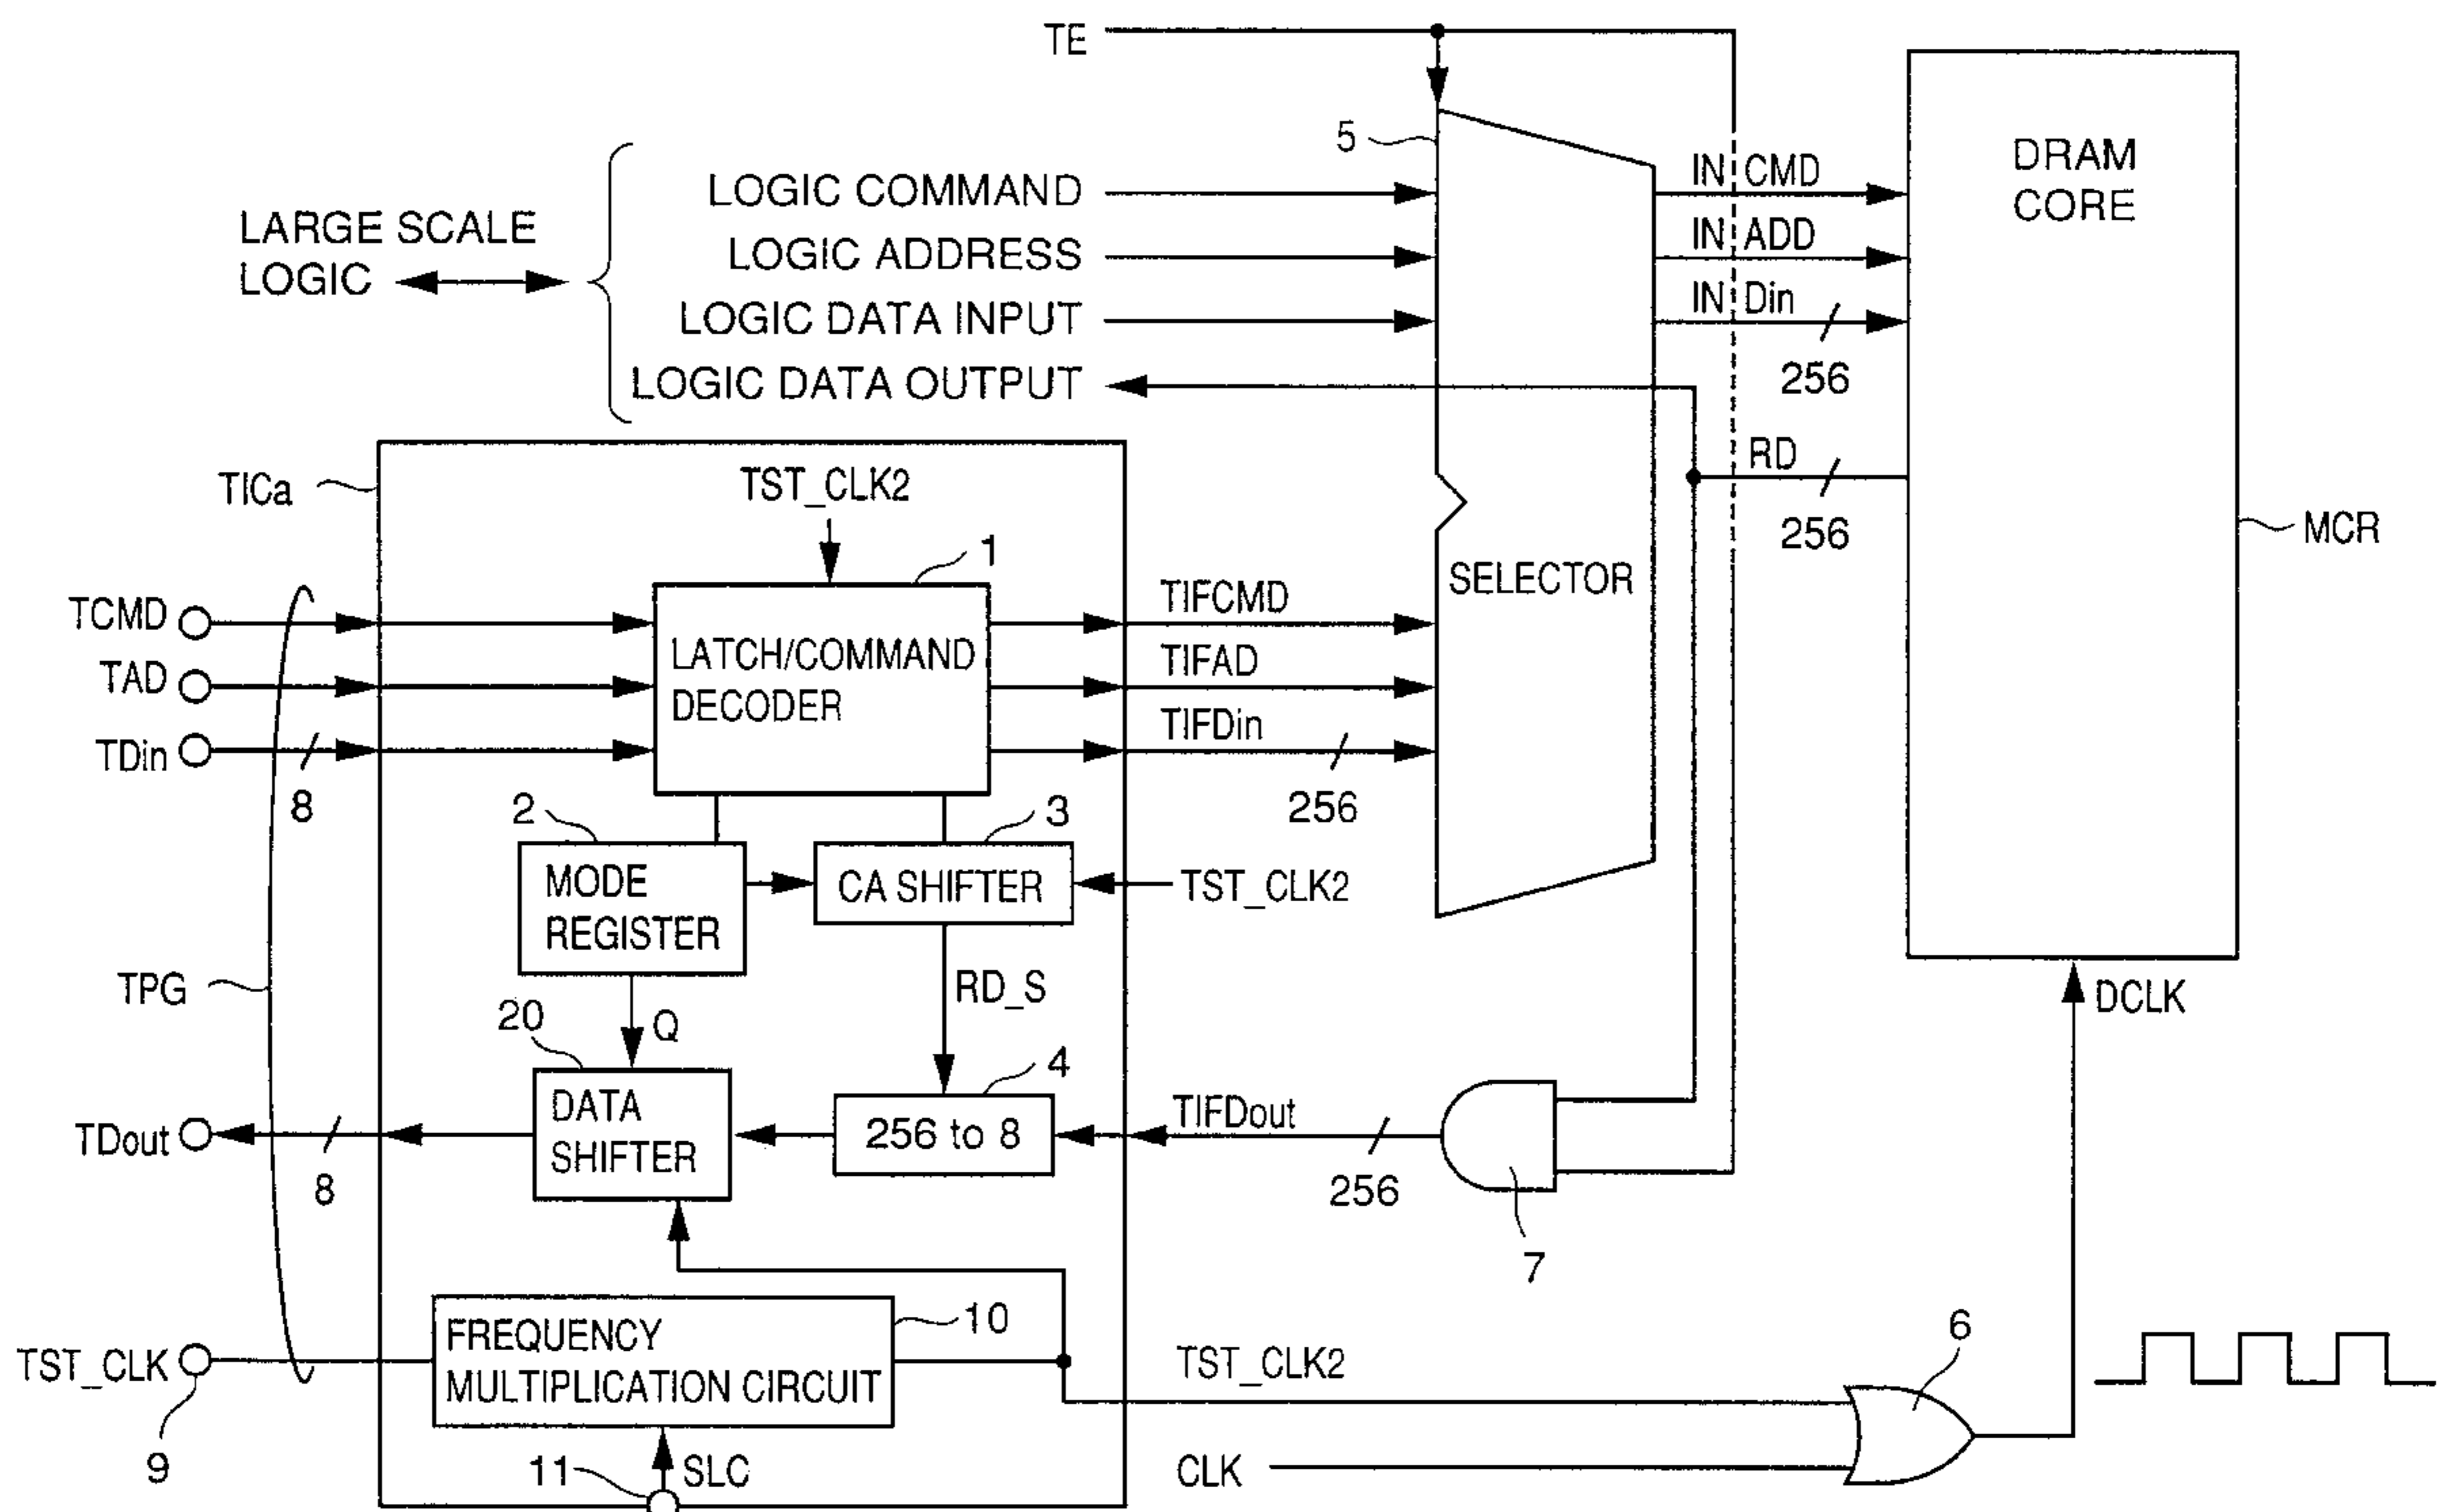 TE
5
DRAM
CORE
IN CMD
LOGIC COMMAND
LARGE SCALE
LOGIC
LOGIC ADDRESS
IN ADD
LOGIC DATA INPUT
IN Din
256
LOGIC DATA OUTPUT
RD
256
MCR
TICa
TST_CLK2
1
SELECTOR
TCMD
TIFCMD
LATCH/COMMAND
DECODER
TAD
TIFAD
TDin
8
TIFDin
256
2
3
MODE
REGISTER
CA SHIFTER
TST_CLK2
TPG
RD_S
DCLK
20
Q
4
DATA
SHIFTER
256 to 8
TIFDout
256
TDout
8
7
FREQUENCY
MULTIPLICATION CIRCUIT
10
6
TST_CLK
TST_CLK2
9
11
SLC
CLK